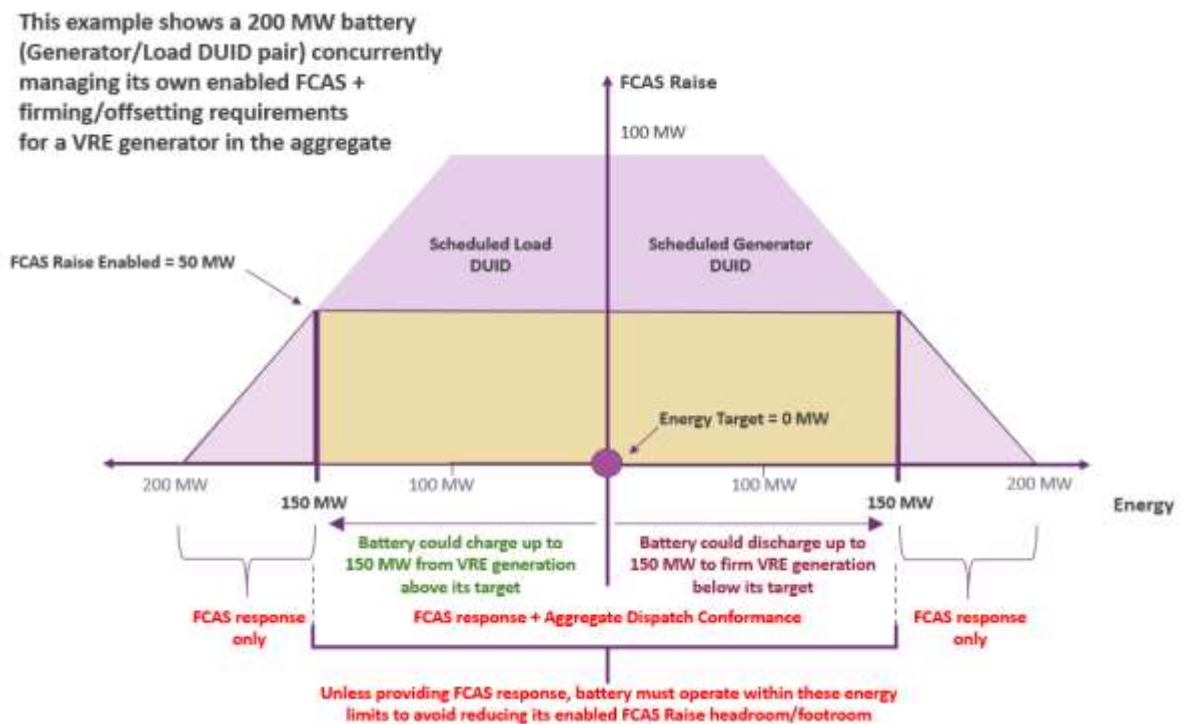 This example shows a 200 MW battery
(Generator/Load DUID pair) concurrently
managing its own enabled FCAS +
firming/offsetting requirements
for a VRE generator in the aggregate
FCAS Raise
100 MW
Scheduled Load
DUID
Scheduled Generator
DUID
FCAS Raise Enabled = 50 MW
Energy Target = 0 MW
200 MW
150 MW
100 MW
100 MW
150 MW
200 MW
Energy
Battery could charge up to
150 MW from VRE generation
above its target
Battery could discharge up to
150 MW to firm VRE generation
below its target
FCAS response
only
FCAS response + Aggregate Dispatch Conformance
FCAS response
only
Unless providing FCAS response, battery must operate within these energy
limits to avoid reducing its enabled FCAS Raise headroom/footroom